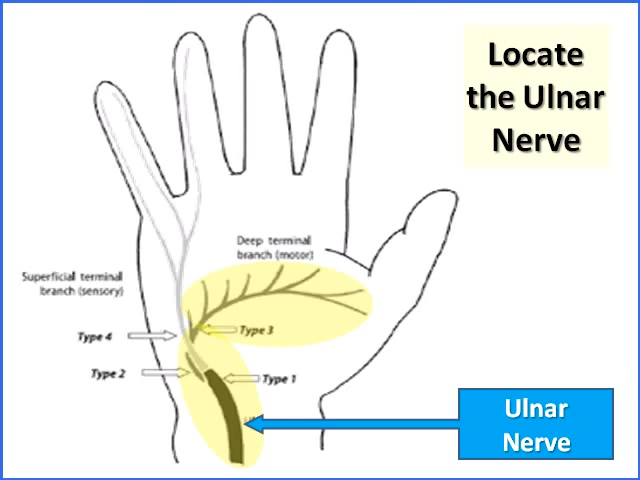 Locate
the Ulnar
Nerve
Deep terminal
branch (motor)
Superficial terminal
branch (sensory)
Type 4
Type 3
Type 2
Type 1
Ulnar
Nerve